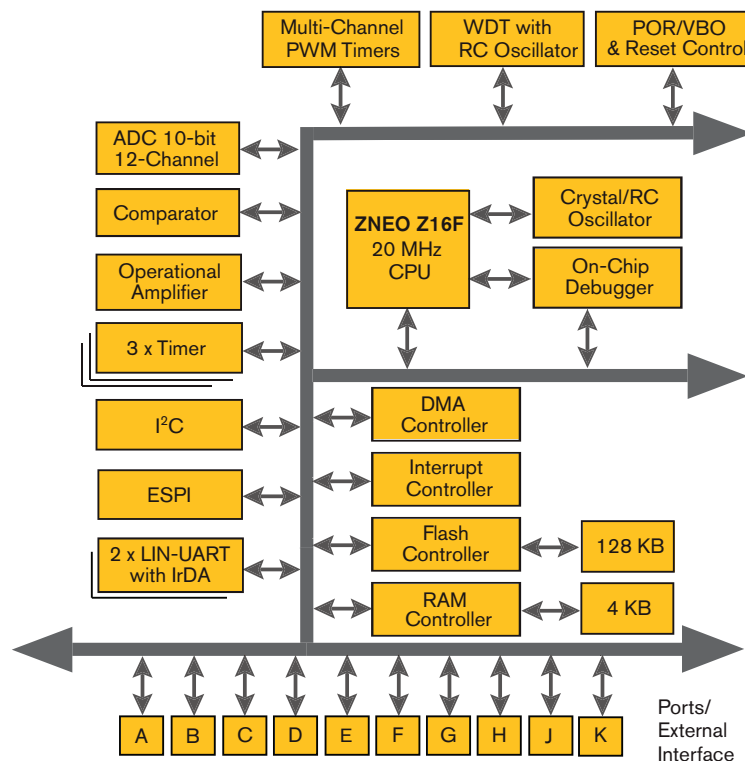 Multi-Channel
PWM Timers
WDT with
RC Oscillator
POR/VBO
& Reset Control
ADC 10-bit
12-Channel
Comparator
Operational
Amplifier
3 x Timer
I²C
ESPI
2 x LIN-UART
with IrDA
ZNEO Z16F
20 MHz
CPU
Crystal/RC
Oscillator
On-Chip
Debugger
DMA
Controller
Interrupt
Controller
Flash
Controller
128 KB
RAM
Controller
4 KB
A
B
C
D
E
F
G
H
J
K
Ports/
External
Interface